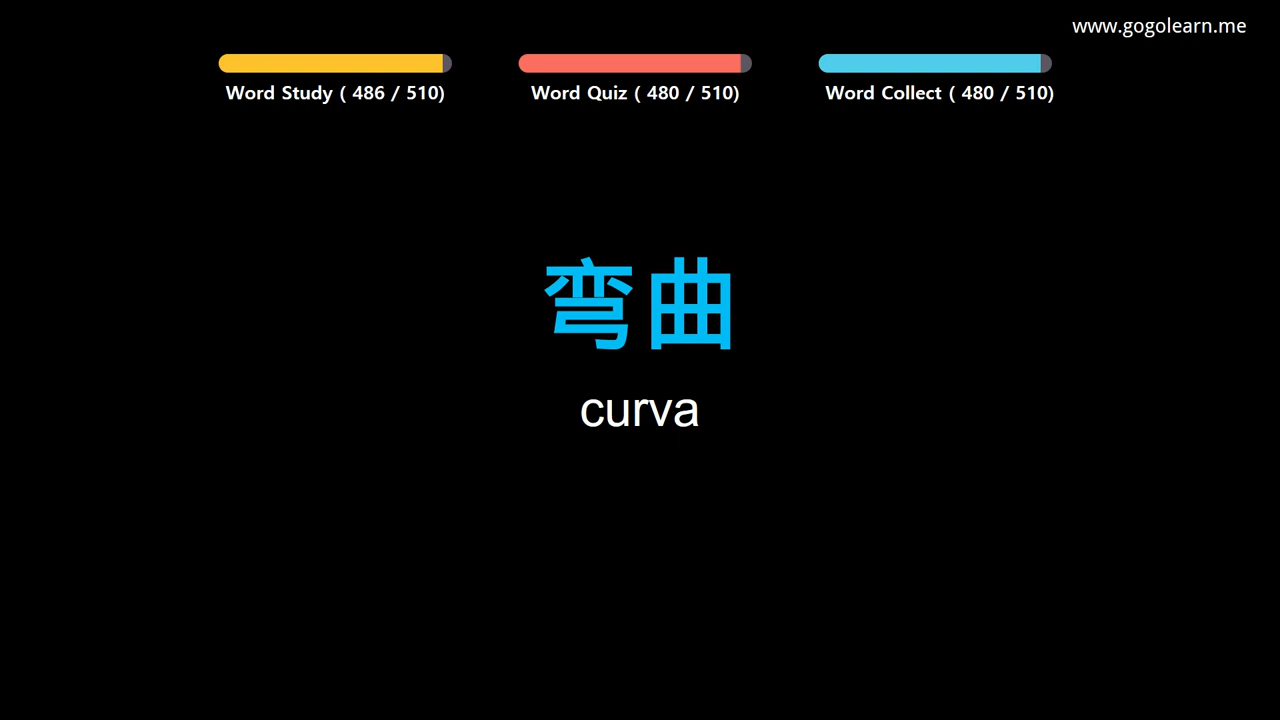 www.gogolearn.me
Word Study ( 486 / 510)
Word Quiz ( 480 / 510)
Word Collect ( 480 / 510)
弯曲
curva